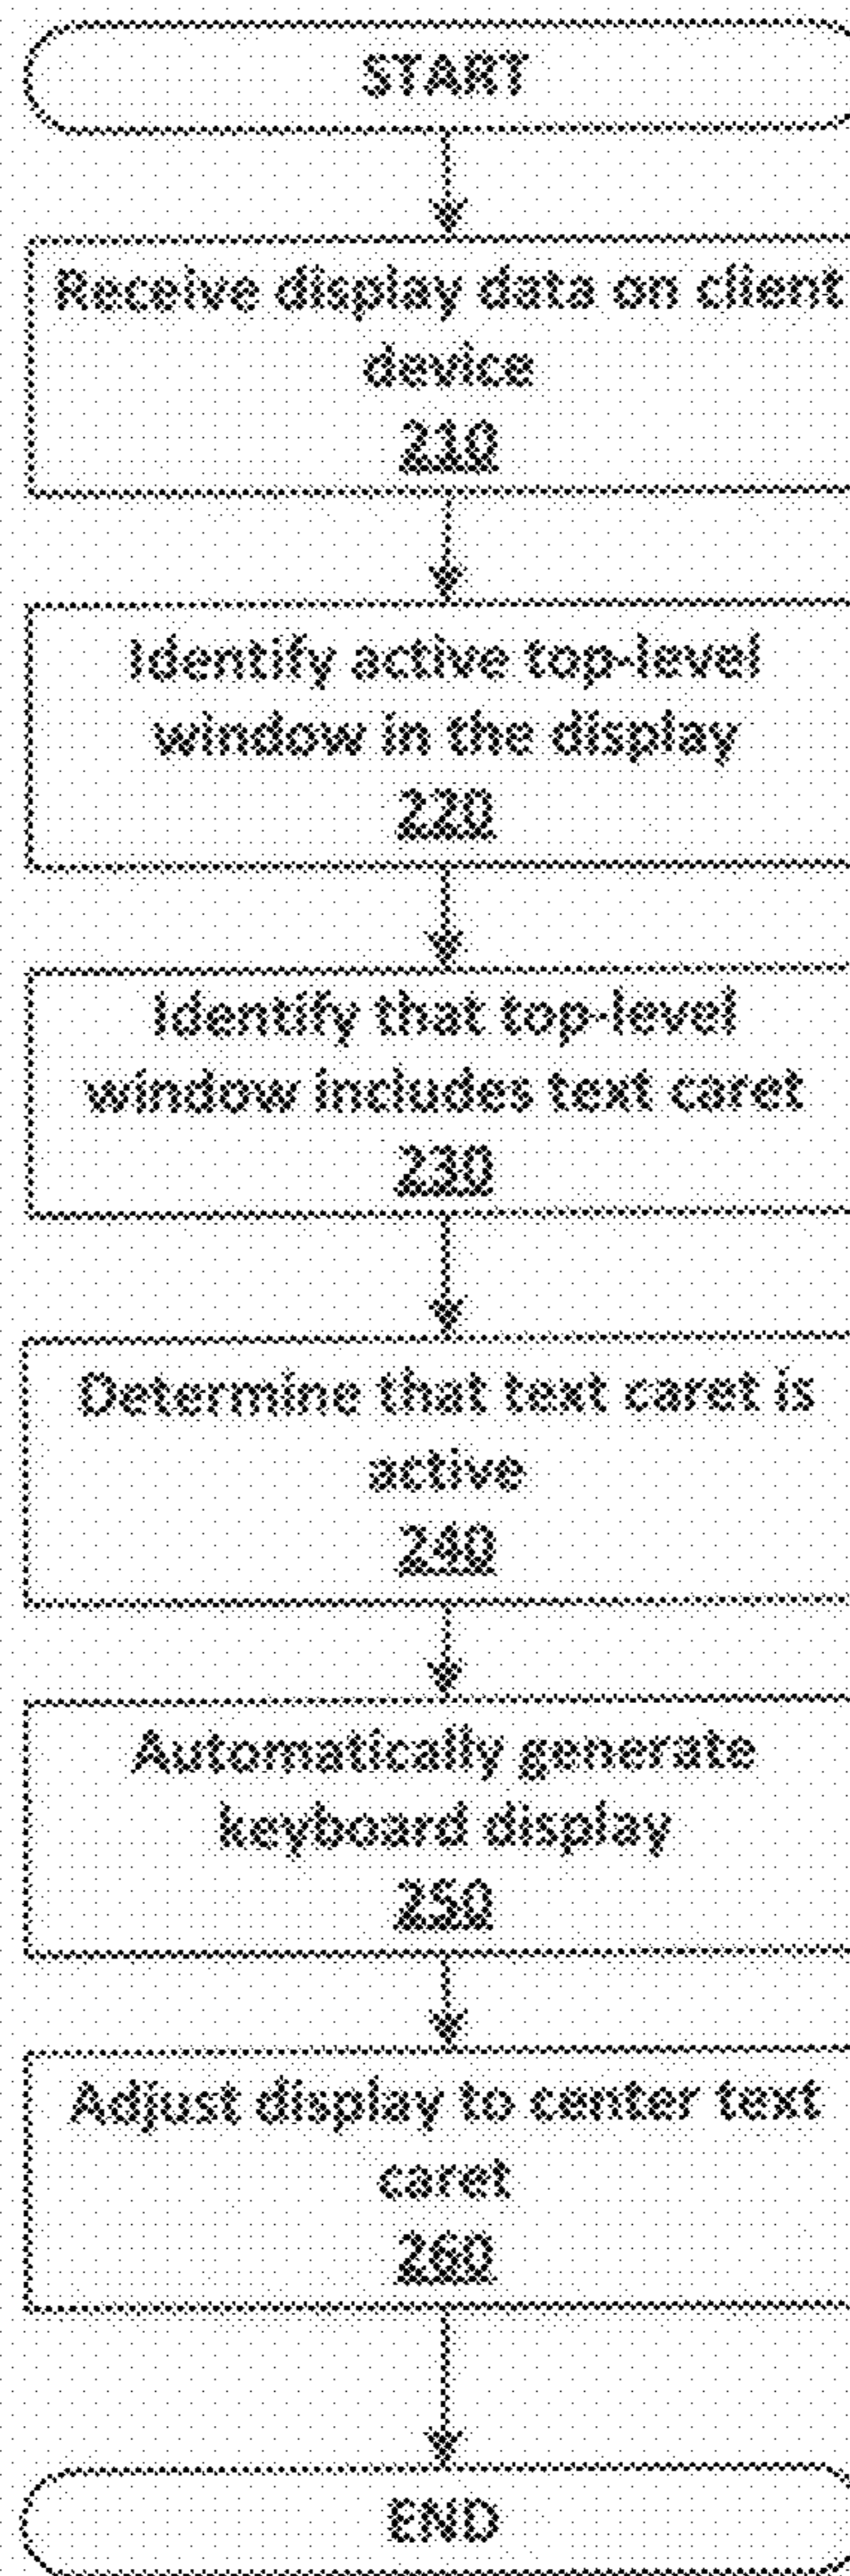 START
Receive display data on client
device
210
Identify active top-level
window in the display
220
Identify that top-level
window includes text caret
230
Determine that text caret is
active
240
Automatically generate
keyboard display
250
Adjust display to center text
caret
260
END